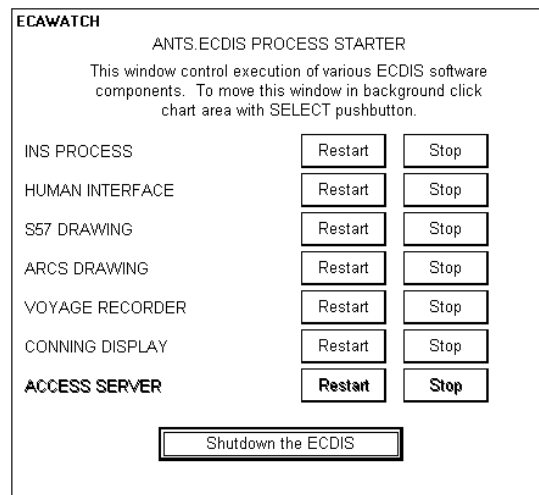 ECAWATCH
ANTS.ECDIS PROCESS STARTER
This window control execution of various ECDIS software
components. To move this window in background click
chart area with SELECT pushbutton.
INS PROCESS Restart Stop
HUMAN INTERFACE Restart Stop
S57 DRAWING Restart Stop
ARCS DRAWING Restart Stop
VOYAGE RECORDER Restart Stop
CONNING DISPLAY Restart Stop
ACCESS SERVER Restart Stop
Shutdown the ECDIS